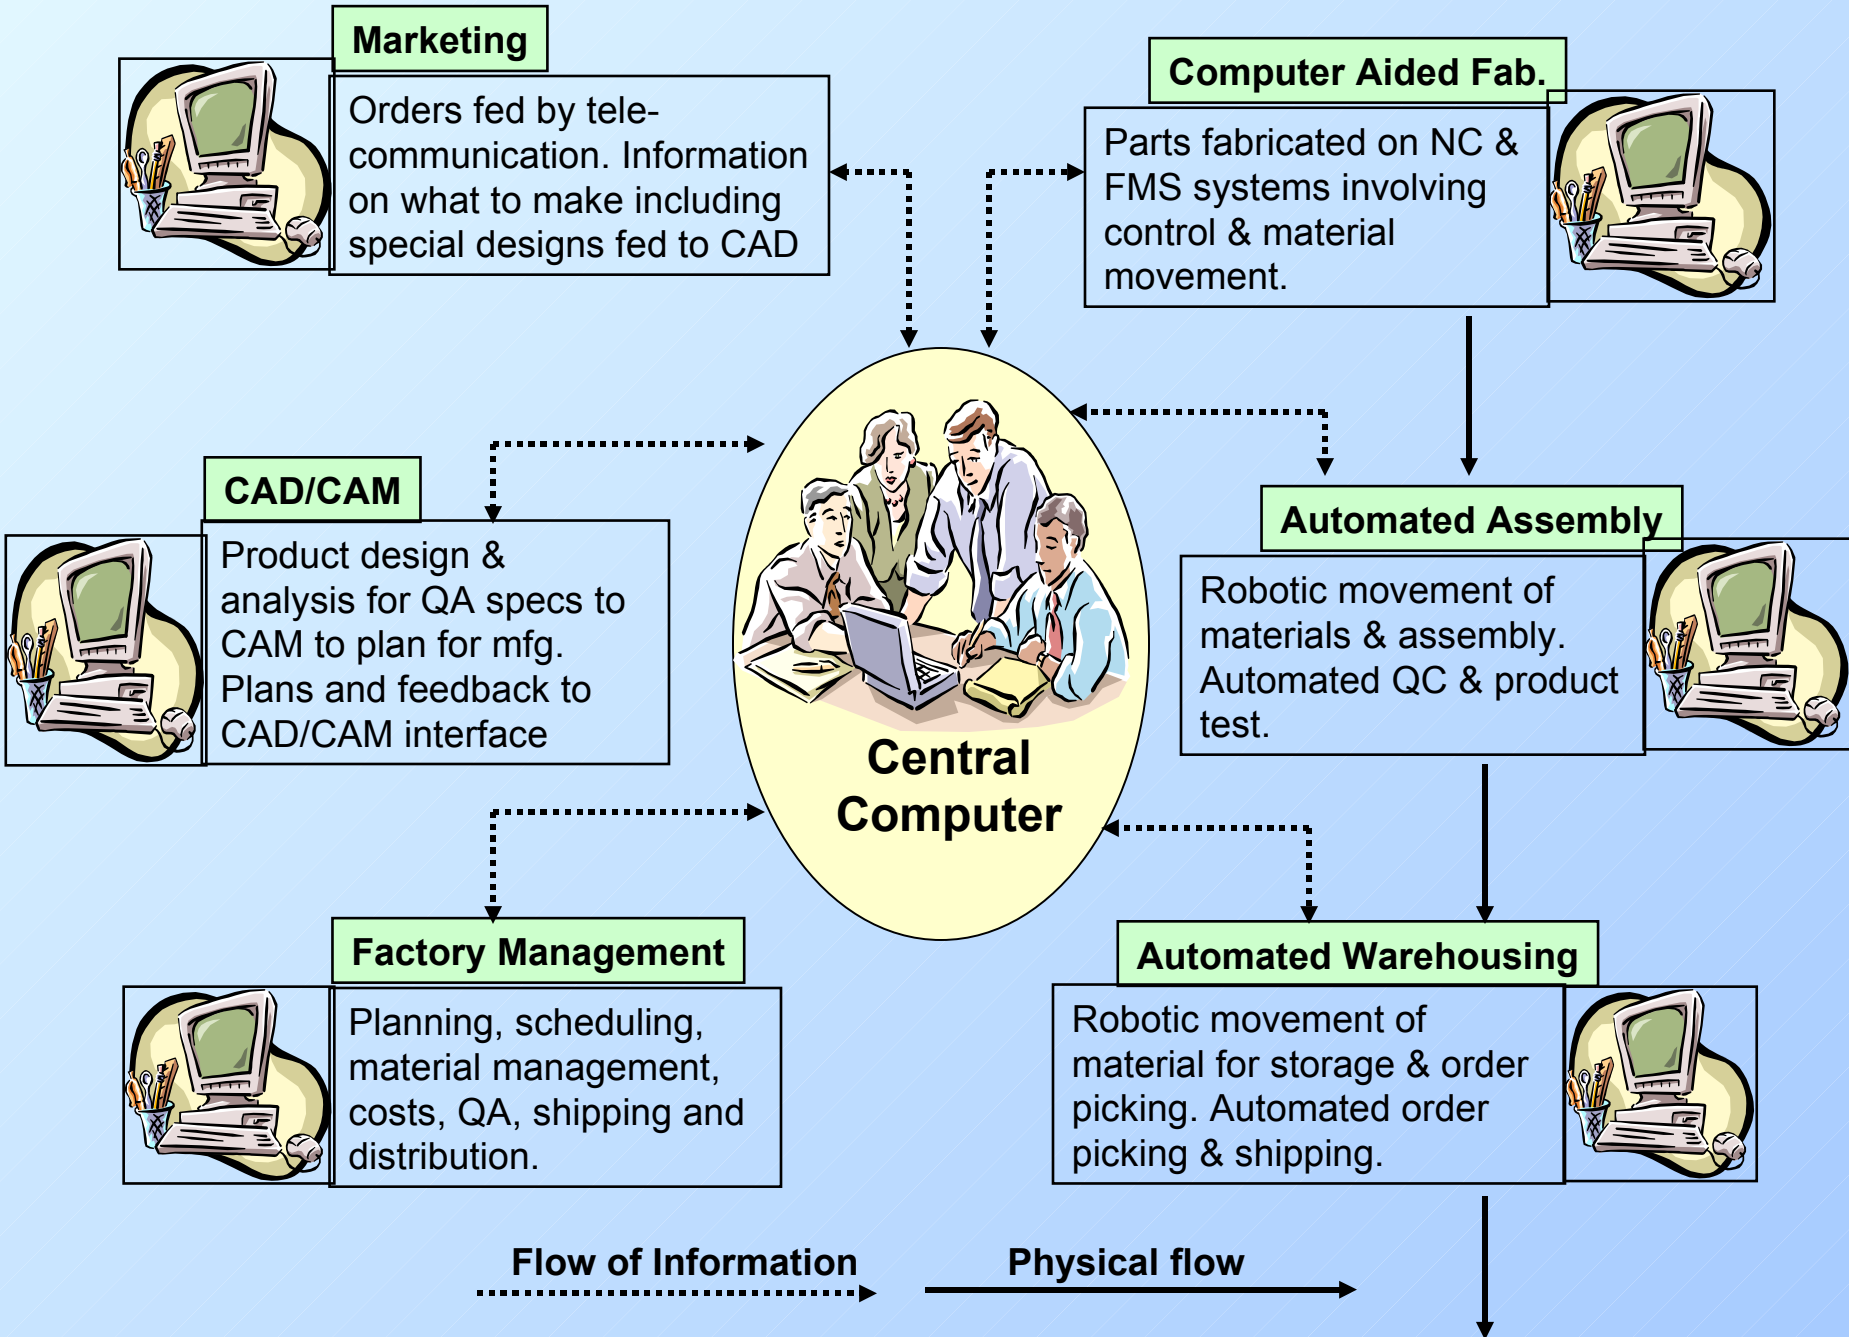 Marketing
Orders fed by tele-
communication. Information
on what to make including
special designs fed to CAD
Computer Aided Fab.
Parts fabricated on NC &
FMS systems involving
control & material
movement.
CAD/CAM
Product design &
analysis for QA specs to
CAM to plan for mfg.
Plans and feedback to
CAD/CAM interface
Central
Computer
Automated Assembly
Robotic movement of
materials & assembly.
Automated QC & product
test.
Factory Management
Planning, scheduling,
material management,
costs, QA, shipping and
distribution.
Automated Warehousing
Robotic movement of
material for storage & order
picking. Automated order
picking & shipping.
Flow of Information
Physical flow